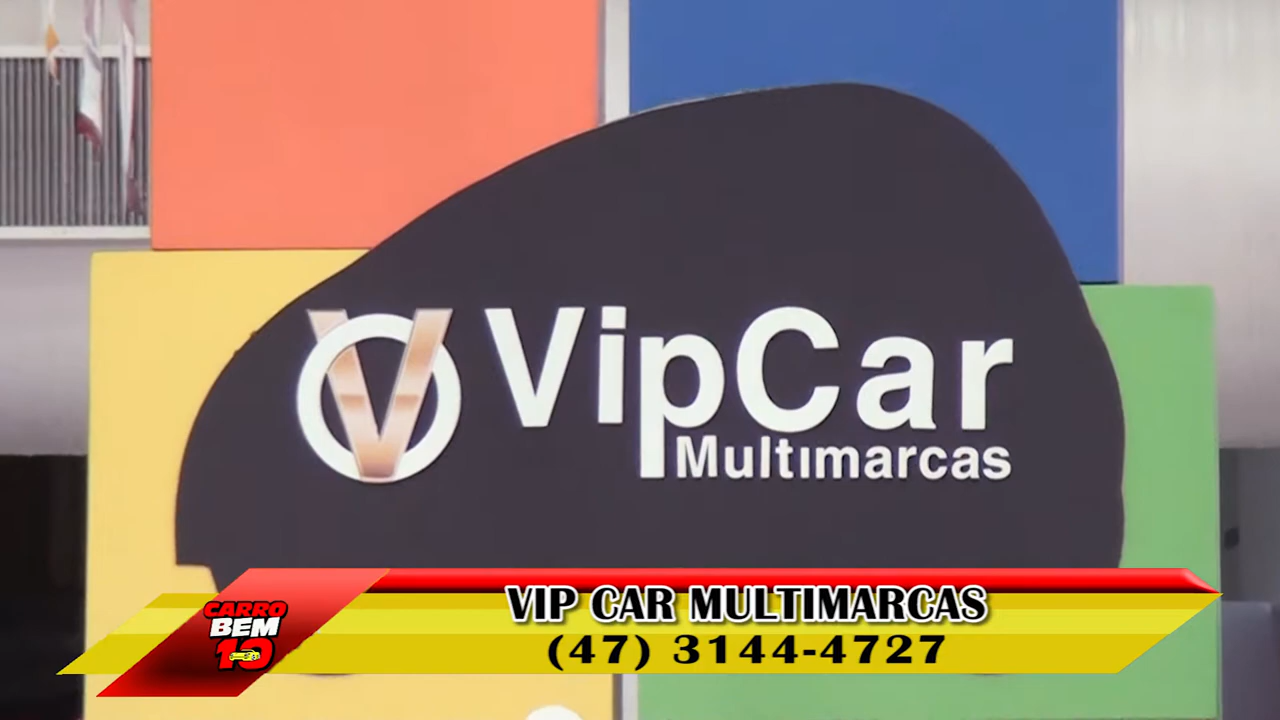 VipCar
Multimarcas
CARRO
BEM
10
VIP CAR MULTIMARCAS
(47) 3144-4727